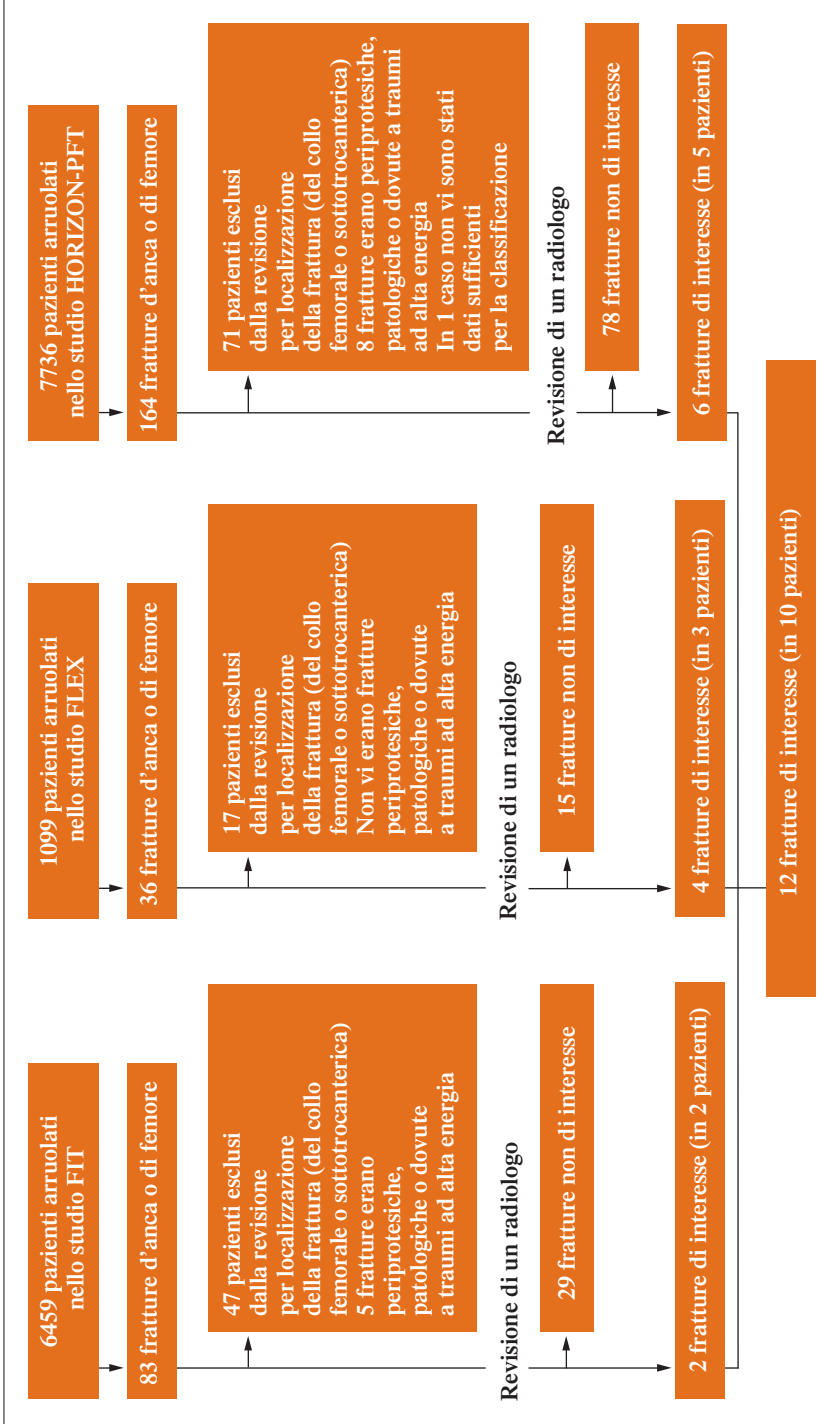 6459 pazienti arruolati
nello studio FIT
83 fratture d'anca o di femore
47 pazienti esclusi
dalla revisione
per localizzazione
della frattura (del collo
femorale o sottotrocanterica)
5 fratture erano
periprotesiche,
patologiche o dovute
a traumi ad alta energia
Revisione di un radiologo
29 fratture non di interesse
2 fratture di interesse (in 2 pazienti)
1099 pazienti arruolati
nello studio FLEX
36 fratture d'anca o di femore
17 pazienti esclusi
dalla revisione
per localizzazione
della frattura (del collo
femorale o sottotrocanterica)
Non vi erano fratture
periprotesiche,
patologiche o dovute
a traumi ad alta energia
Revisione di un radiologo
15 fratture non di interesse
4 fratture di interesse (in 3 pazienti)
7736 pazienti arruolati
nello studio HORIZON-PFT
164 fratture d'anca o di femore
71 pazienti esclusi
dalla revisione
per localizzazione
della frattura (del collo
femorale o sottotrocanterica)
8 fratture erano periprotesiche,
patologiche o dovute a traumi
ad alta energia
In 1 caso non vi sono stati
dati sufficienti
per la classificazione
Revisione di un radiologo
78 fratture non di interesse
6 fratture di interesse (in 5 pazienti)
12 fratture di interesse (in 10 pazienti)